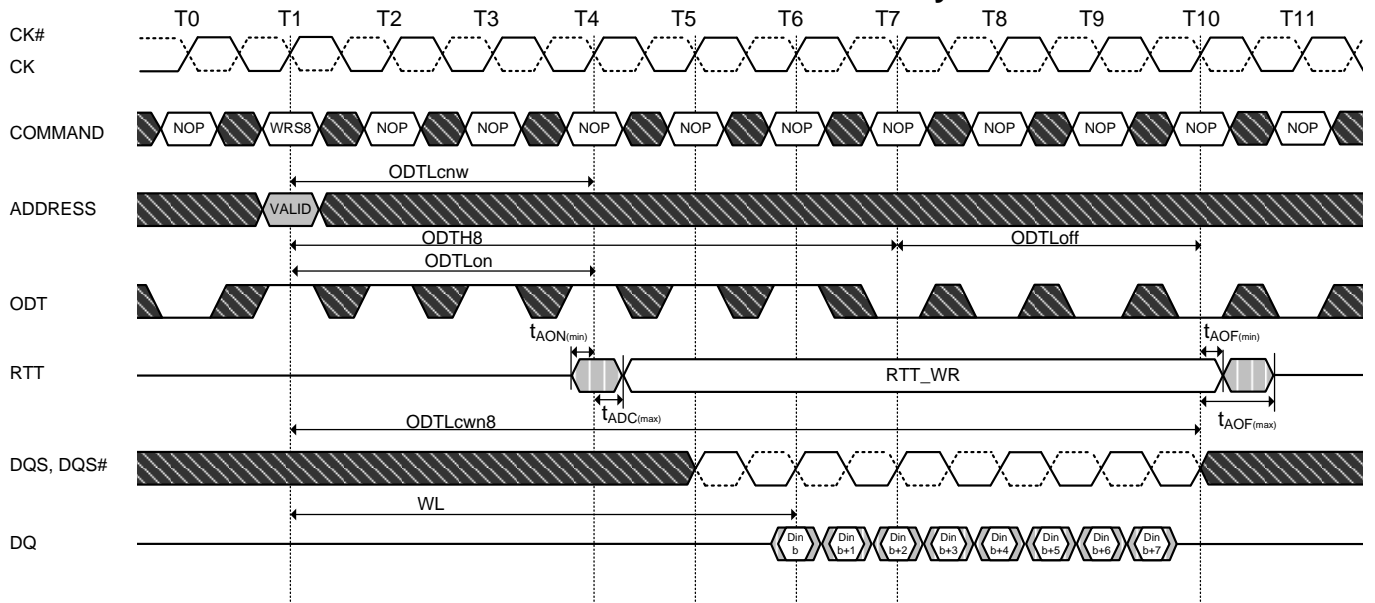 T0 T1 T2 T3 T4 T5 T6 T7 T8 T9 T10 T11
CK#
CK
COMMAND NOP WRS8 NOP NOP NOP NOP NOP NOP NOP NOP NOP NOP
ODTLcnw
ADDRESS VALID
ODTH8 ODTLoff
ODTLon
ODT
tAON(min) tAOF(min)
RTT RTT_WR
tADC(max) tAOF(max)
ODTLcwn8
DQS, DQS#
WL
DQ Din b Din b+1 Din b+2 Din b+3 Din b+4 Din b+5 Din b+6 Din b+7